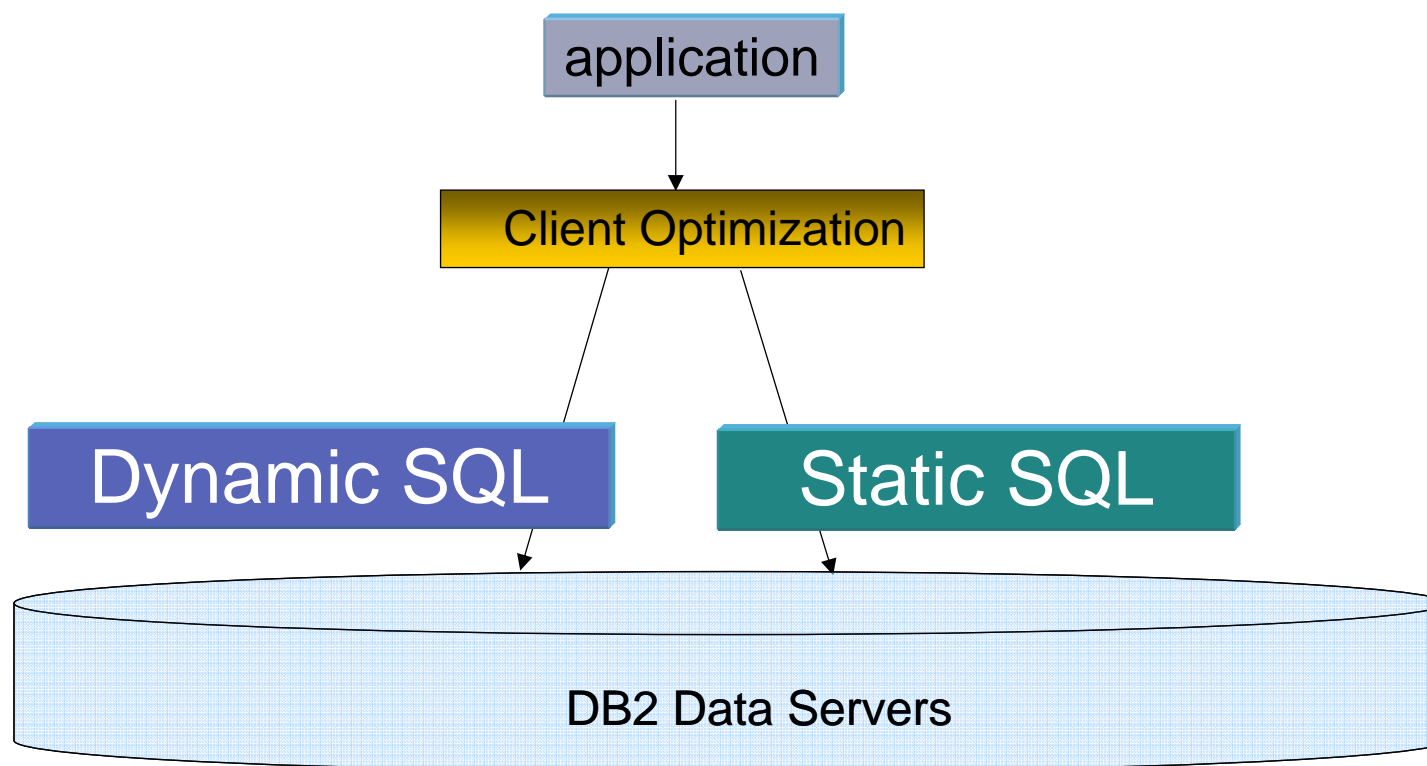 application
Client Optimization
Dynamic SQL
Static SQL
DB2 Data Servers